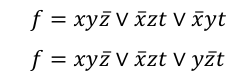 f = xyz̄ ∨ x̄zt ∨ x̄yt
f = xyz̄ ∨ x̄zt ∨ yz̄t